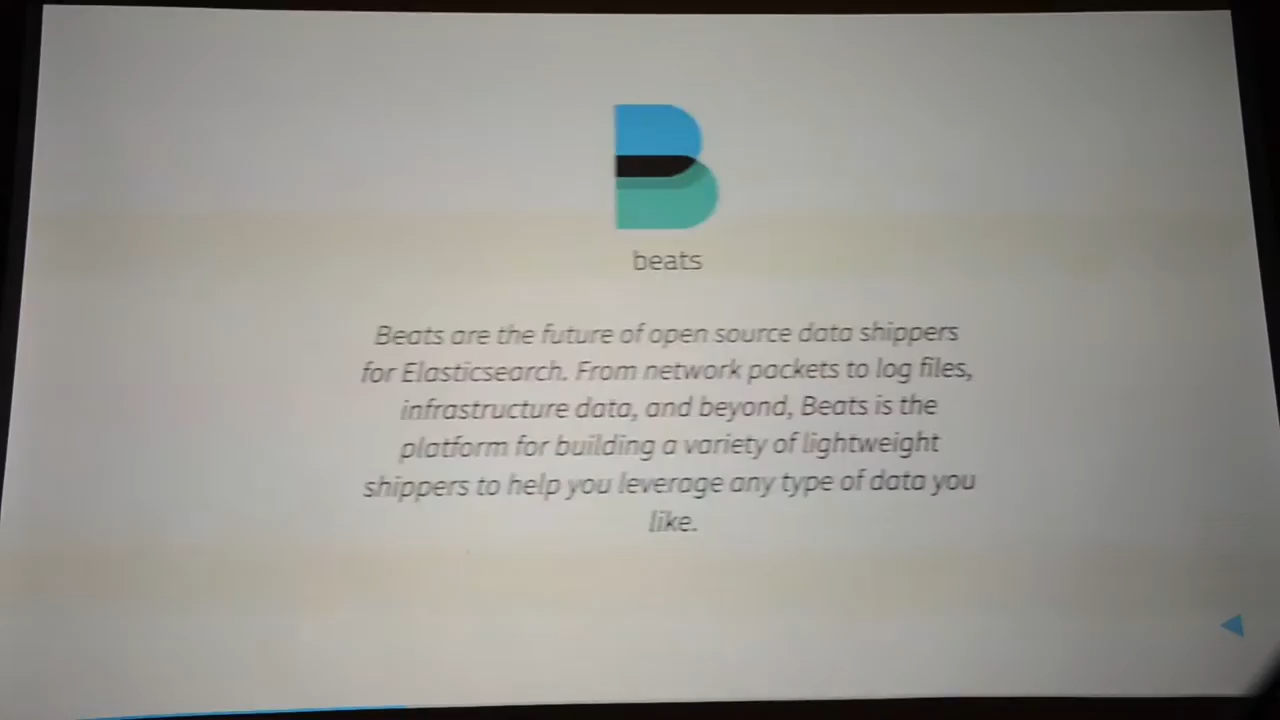 beats
Beats are the future of open source data shippers
for Elasticsearch. From network packets to log files,
infrastructure data, and beyond, Beats is the
platform for building a variety of lightweight
shippers to help you leverage any type of data you
like.